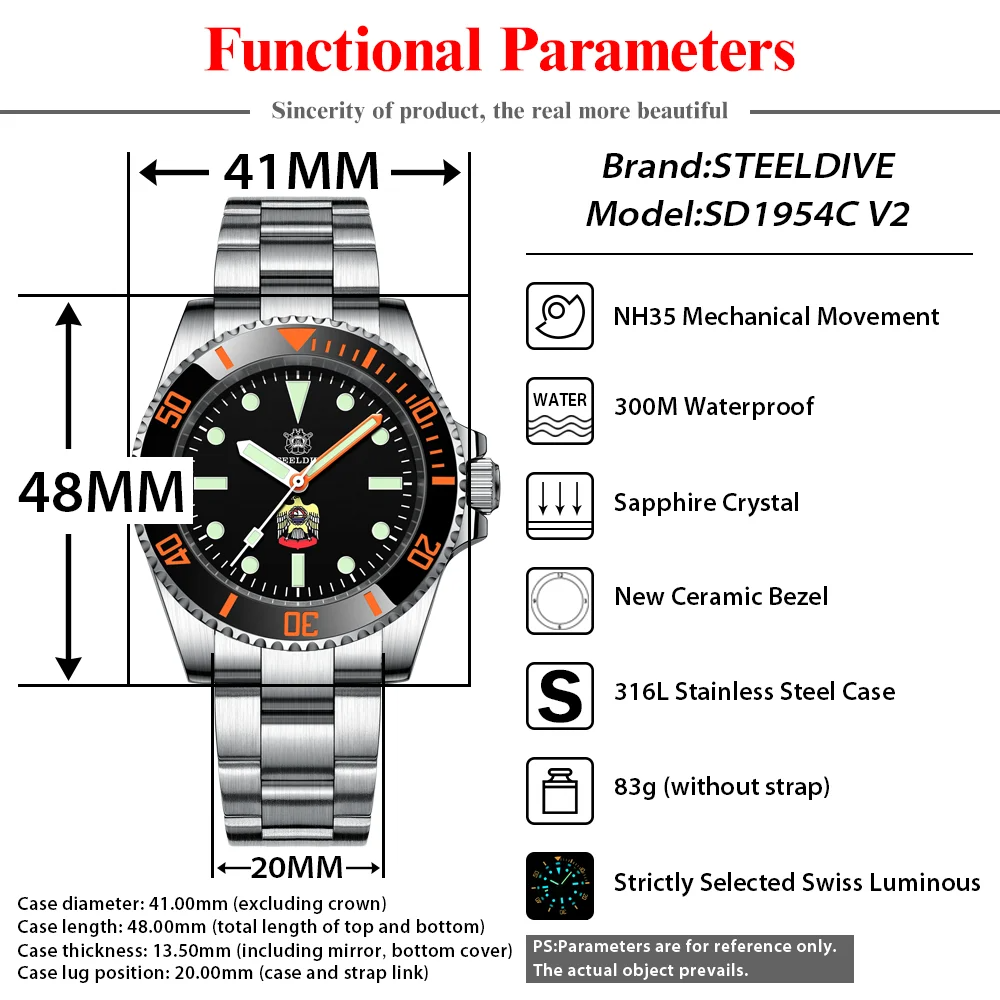 Functional Parameters
Sincerity of product, the real more beautiful
41MM
Brand:STEELDIVE
Model:SD1954C V2
NH35 Mechanical Movement
WATER
300M Waterproof
48MM
Sapphire Crystal
New Ceramic Bezel
S
316L Stainless Steel Case
83g (without strap)
Strictly Selected Swiss Luminous
10
20
30
40
50
20MM
Case diameter: 41.00mm (excluding crown)
Case length: 48.00mm (total length of top and bottom)
Case thickness: 13.50mm (including mirror, bottom cover)
Case lug position: 20.00mm (case and strap link)
PS:Parameters are for reference only.
The actual object prevails.